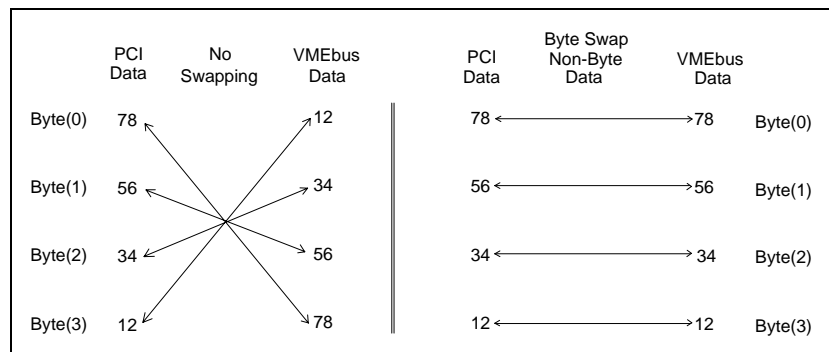 PCI Data No Swapping VMEbus Data
Byte(0) 78 12
Byte(1) 56 34
Byte(2) 34 56
Byte(3) 12 78
PCI Data Byte Swap Non-Byte Data VMEbus Data
78 78 Byte(0)
56 56 Byte(1)
34 34 Byte(2)
12 12 Byte(3)